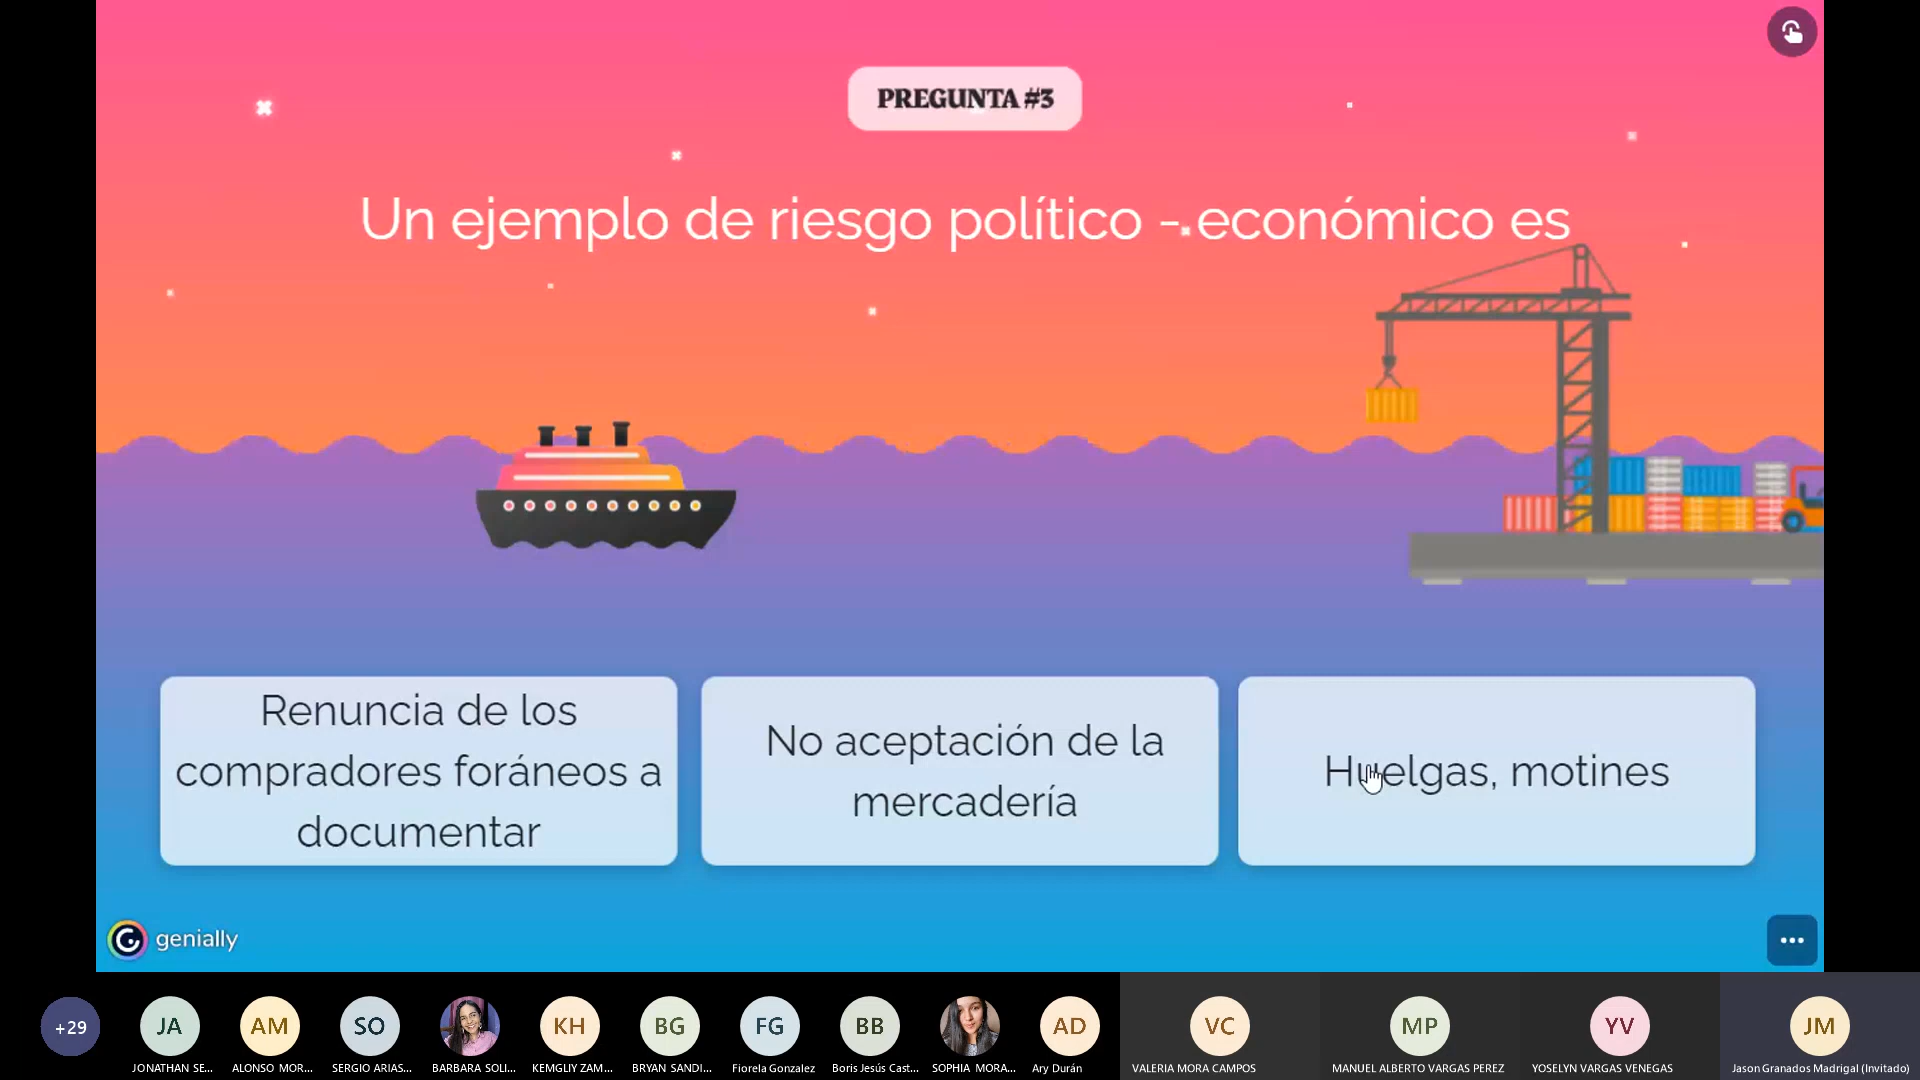 PREGUNTA #3
Un ejemplo de riesgo político - económico es
Renuncia de los
compradores foráneos a
documentar
No aceptación de la
mercadería
Huelgas, motines
genially
+29
JA
AM
SO
KH
BG
FG
BB
AD
VC
MP
YV
JM
JONATHAN SE...
ALONSO MOR...
SERGIO ARIAS...
BARBARA SOLI...
KEMGLIY ZAM...
BRYAN SANDI...
Fiorela Gonzalez
Boris Jesús Cast...
SOPHIA MORA...
Ary Durán
VALERIA MORA CAMPOS
MANUEL ALBERTO VARGAS PEREZ
YOSELYN VARGAS VENEGAS
Jason Granados Madrigal (Invitado)